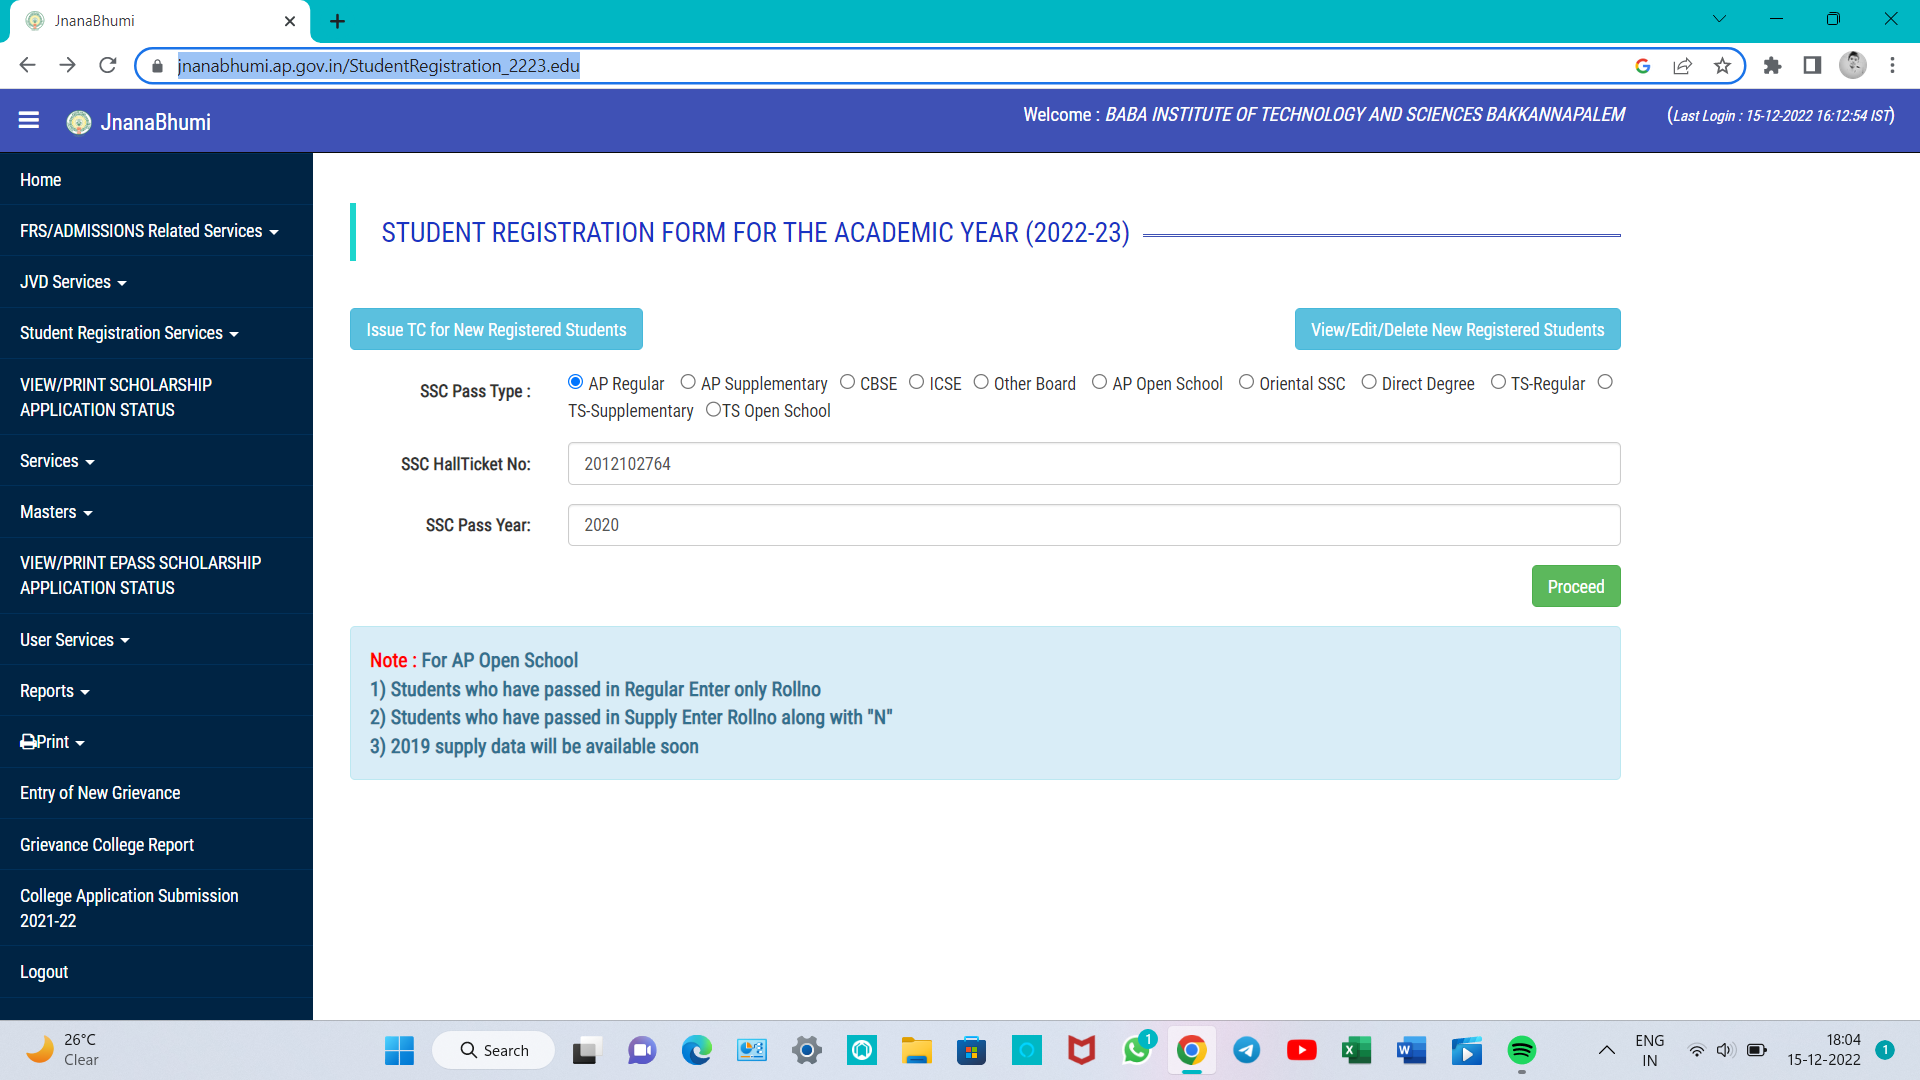 JnanaBhumi
jnanabhumi.ap.gov.in/StudentRegistration_2223.edu
JnanaBhumi
Welcome : BABA INSTITUTE OF TECHNOLOGY AND SCIENCES BAKKANNAPALEM
(Last Login : 15-12-2022 16:12:54 IST)
Home
FRS/ADMISSIONS Related Services
JVD Services
Student Registration Services
VIEW/PRINT SCHOLARSHIP
APPLICATION STATUS
Services
Masters
VIEW/PRINT EPASS SCHOLARSHIP
APPLICATION STATUS
User Services
Reports
Print
Entry of New Grievance
Grievance College Report
College Application Submission
2021-22
Logout
STUDENT REGISTRATION FORM FOR THE ACADEMIC YEAR (2022-23)
Issue TC for New Registered Students
View/Edit/Delete New Registered Students
SSC Pass Type : AP Regular AP Supplementary CBSE ICSE Other Board AP Open School Oriental SSC Direct Degree TS-Regular
TS-Supplementary TS Open School
SSC HallTicket No: 2012102764
SSC Pass Year: 2020
Proceed
Note : For AP Open School
1) Students who have passed in Regular Enter only Rollno
2) Students who have passed in Supply Enter Rollno along with "N"
3) 2019 supply data will be available soon
26°C
Clear
Search
1
ENG
IN
18:04
15-12-2022
1